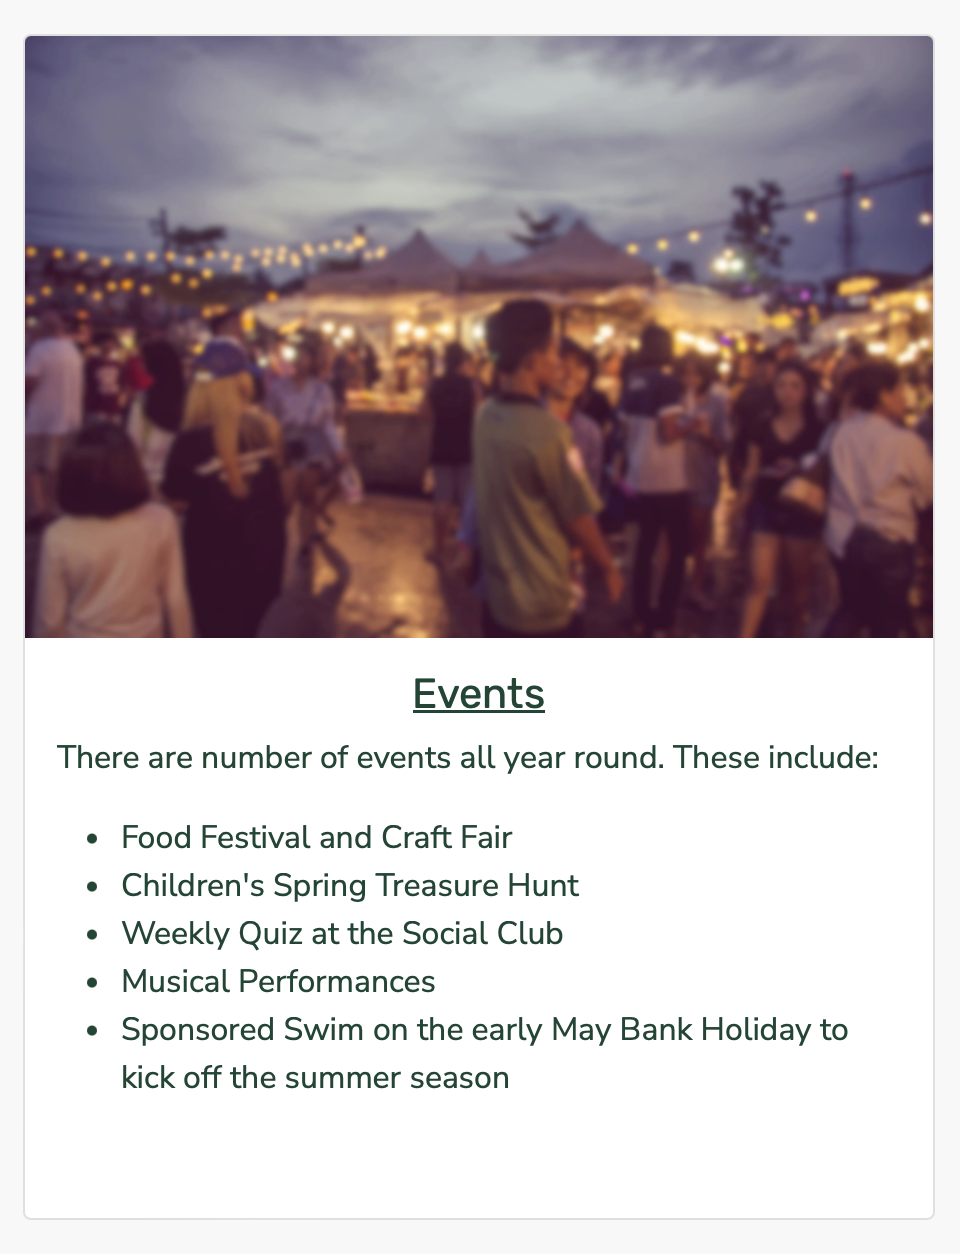 Events
There are number of events all year round. These include:
• Food Festival and Craft Fair
• Children's Spring Treasure Hunt
• Weekly Quiz at the Social Club
• Musical Performances
• Sponsored Swim on the early May Bank Holiday to
kick off the summer season